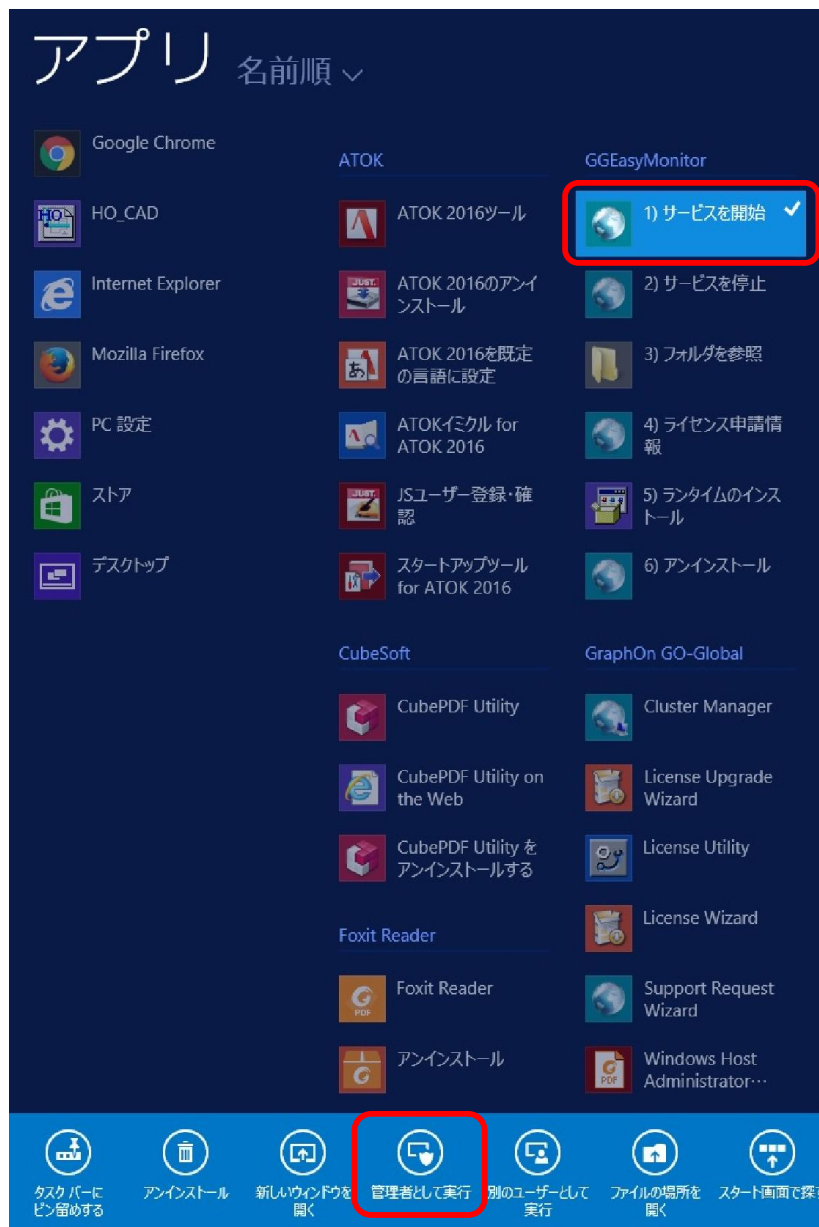 アプリ 名前順
Google Chrome
HO_CAD
Internet Explorer
Mozilla Firefox
PC 設定
ストア
デスクトップ
ATOK
ATOK 2016ツール
ATOK 2016のアンイ
ンストール
ATOK 2016を既定
の言語に設定
ATOKイミクル for
ATOK 2016
JSユーザー登録・確
認
スタートアップツール
for ATOK 2016
CubeSoft
CubePDF Utility
CubePDF Utility on
the Web
CubePDF Utility を
アンインストールする
Foxit Reader
Foxit Reader
アンインストール
GGEasyMonitor
1) サービスを開始
2) サービスを停止
3) フォルダを参照
4) ライセンス申請情
報
5) ランタイムのインス
トール
6) アンインストール
GraphOn GO-Global
Cluster Manager
License Upgrade
Wizard
License Utility
License Wizard
Support Request
Wizard
Windows Host
Administrator…
タスク バーに
ピン留めする
アンインストール
新しいウィンドウを
開く
管理者として実行
別のユーザーとして
実行
ファイルの場所を
開く
スタート画面で探す